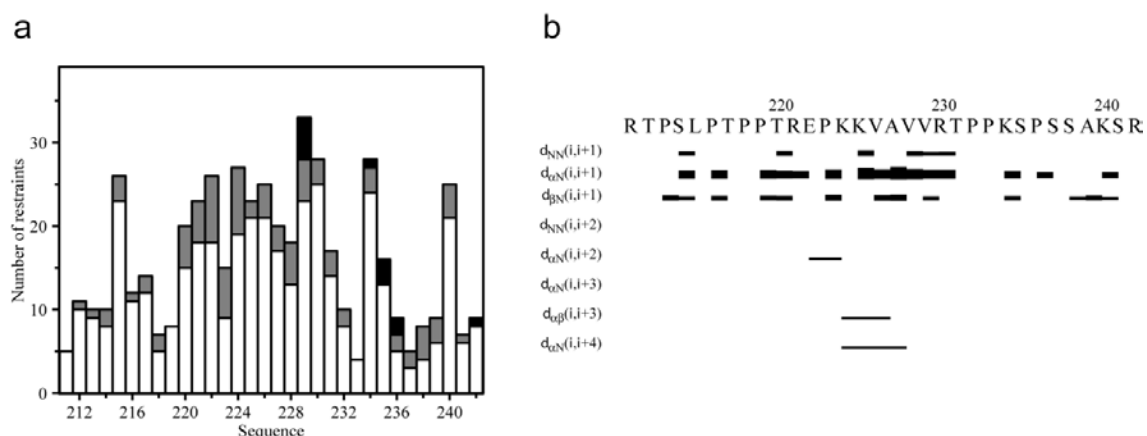 a
b
Number of restraints
30
20
10
0
212 216 220 224 228 232 236 240
Sequence
220 230 240
R T P S L P T P P T R E P K K V A V V R T P P K S P S S A K S R
dNN(i,i+1)
dαN(i,i+1)
dβN(i,i+1)
dNN(i,i+2)
dαN(i,i+2)
dαN(i,i+3)
dαβ(i,i+3)
dαN(i,i+4)